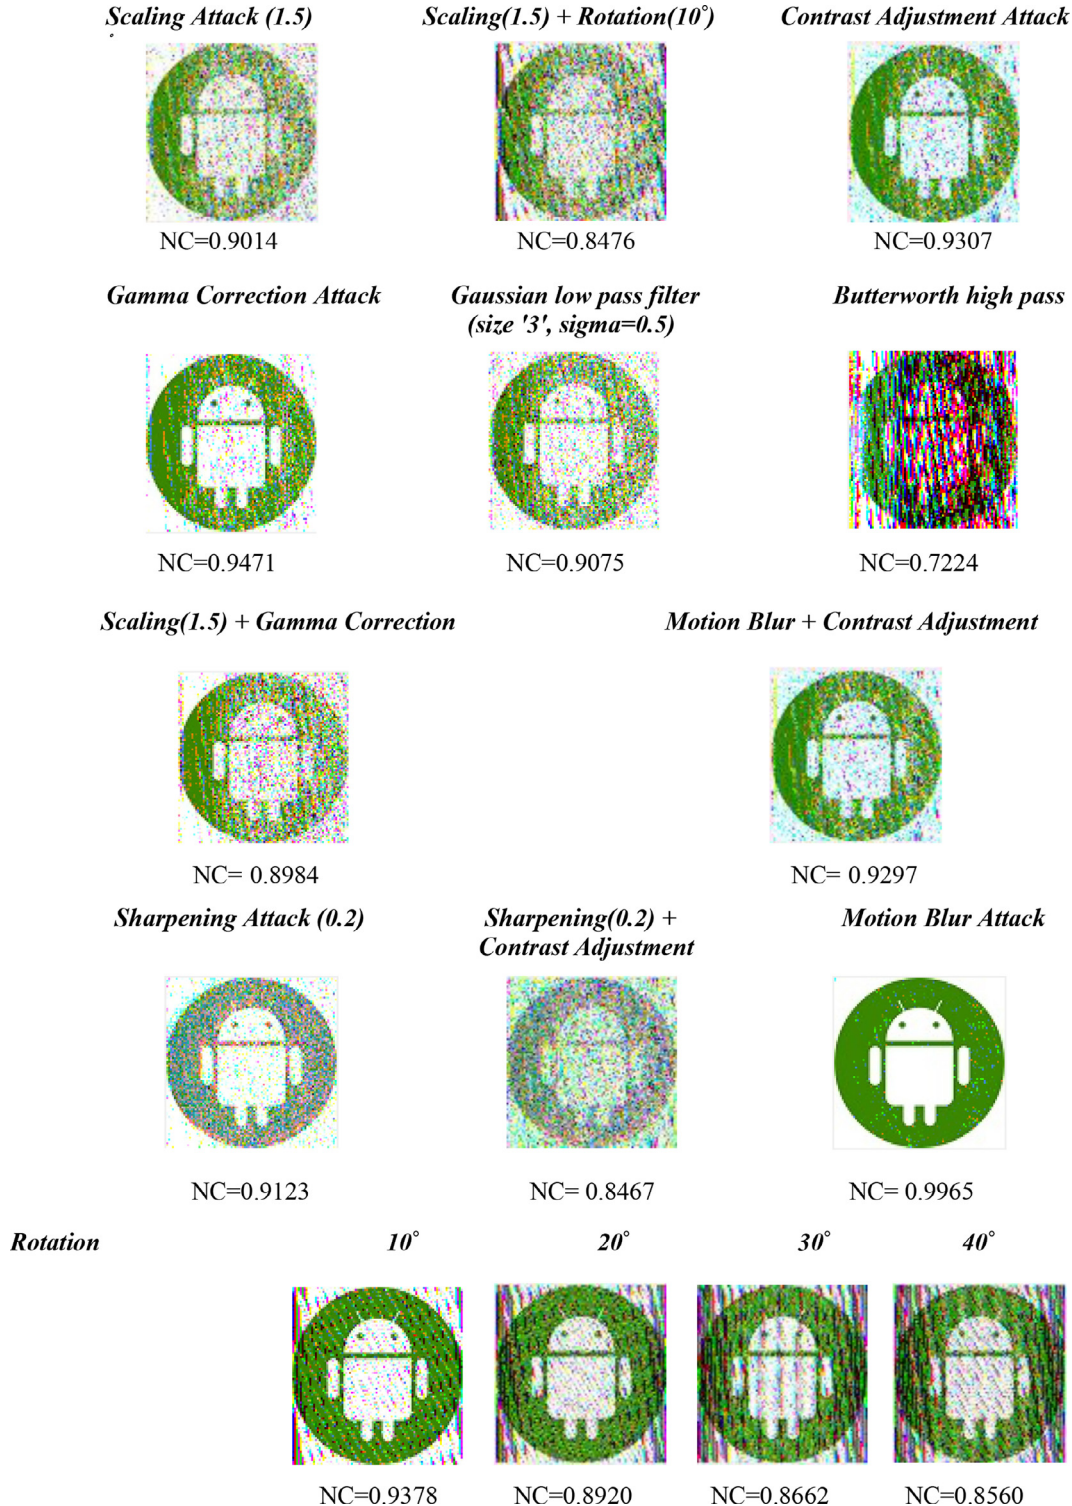 Scaling Attack (1.5)
Scaling(1.5) + Rotation(10°)
Contrast Adjustment Attack
NC=0.9014
NC=0.8476
NC=0.9307
Gamma Correction Attack
Gaussian low pass filter
(size '3', sigma=0.5)
Butterworth high pass
NC=0.9471
NC=0.9075
NC=0.7224
Scaling(1.5) + Gamma Correction
Motion Blur + Contrast Adjustment
NC= 0.8984
NC= 0.9297
Sharpening Attack (0.2)
Sharpening(0.2) +
Contrast Adjustment
Motion Blur Attack
NC=0.9123
NC= 0.8467
NC= 0.9965
Rotation
10°
20°
30°
40°
NC=0.9378
NC=0.8920
NC=0.8662
NC=0.8560